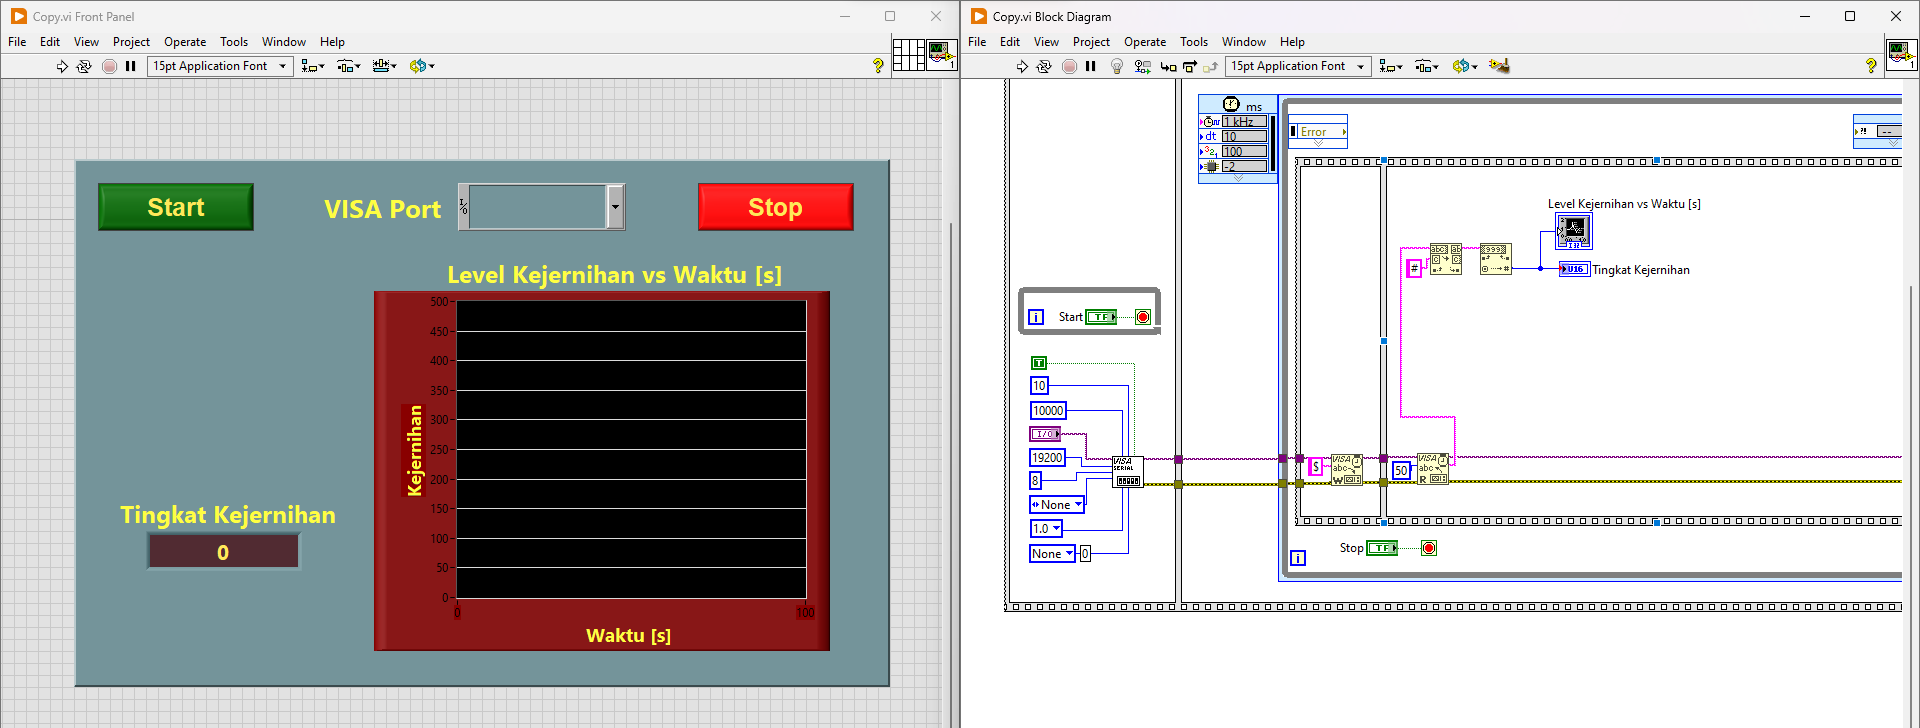 Copy.vi Front Panel
File Edit View Project Operate Tools Window Help
15pt Application Font
1
Start
VISA Port
I/O
Stop
Level Kejernihan vs Waktu [s]
500
450
400
350
300
250
200
150
100
50
0
Kejernihan
0
100
Waktu [s]
Tingkat Kejernihan
0
Copy.vi Block Diagram
File Edit View Project Operate Tools Window Help
15pt Application Font
1
ms
1 kHz
dt 10
100
-2
Error
?! --
Level Kejernihan vs Waktu [s]
#
U16 Tingkat Kejernihan
i Start TF
T
10
10000
I/O
19200
8
None
1.0
None 0
VISA
SERIAL
$
VISA
abc
W
50
VISA
abc
R
Stop TF
i